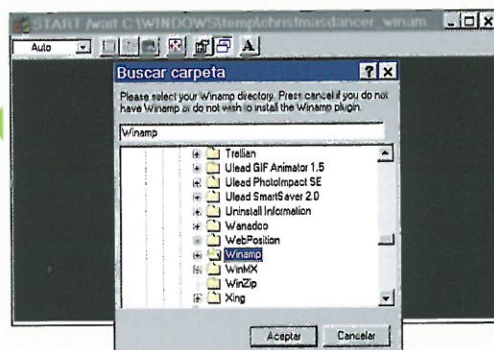 START /wait C:\WINDOWS\temp\christmasdancer_winam...
Auto
A
Buscar carpeta
Please select your Winamp directory. Press cancel if you do not
have Winamp or do not wish to install the Winamp plugin.
Winamp
Trellian
Ulead GIF Animator 1.5
Ulead PhotoImpact SE
Ulead SmartSaver 2.0
Uninstall Information
Wanadoo
WebPosition
Winamp
WinMX
WinZip
Xing
Aceptar
Cancelar